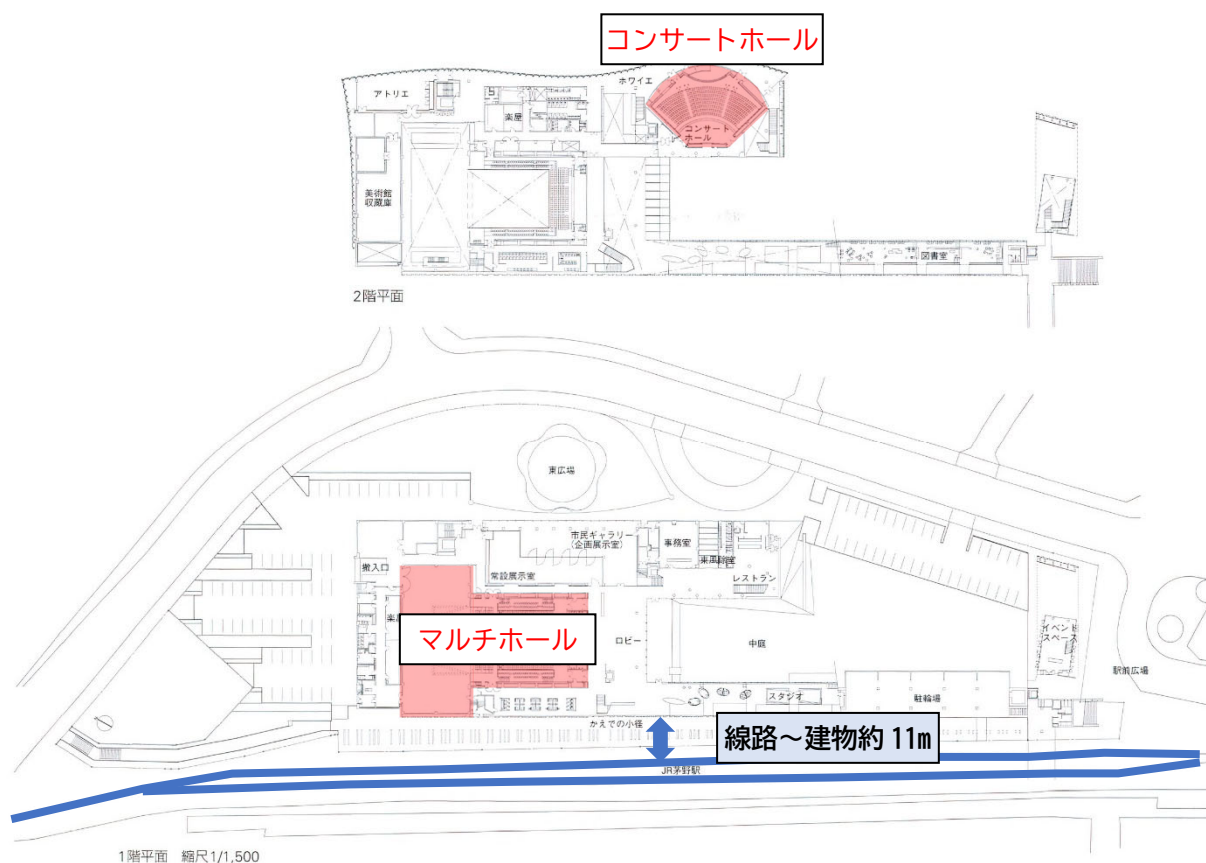 コンサートホール
ホワイエ
アトリエ
楽屋
コンサート
ホール
美術館
収蔵庫
図書室
2階平面
東広場
市民ギャラリー
(企画展示室)
事務室
東風除室
搬入口
常設展示室
レストラン
マルチホール
ロビー
中庭
イベント
スペース
駅前広場
スタジオ
駐輪場
かえでの小径
線路～建物約 11m
JR茅野駅
1階平面 縮尺1/1,500